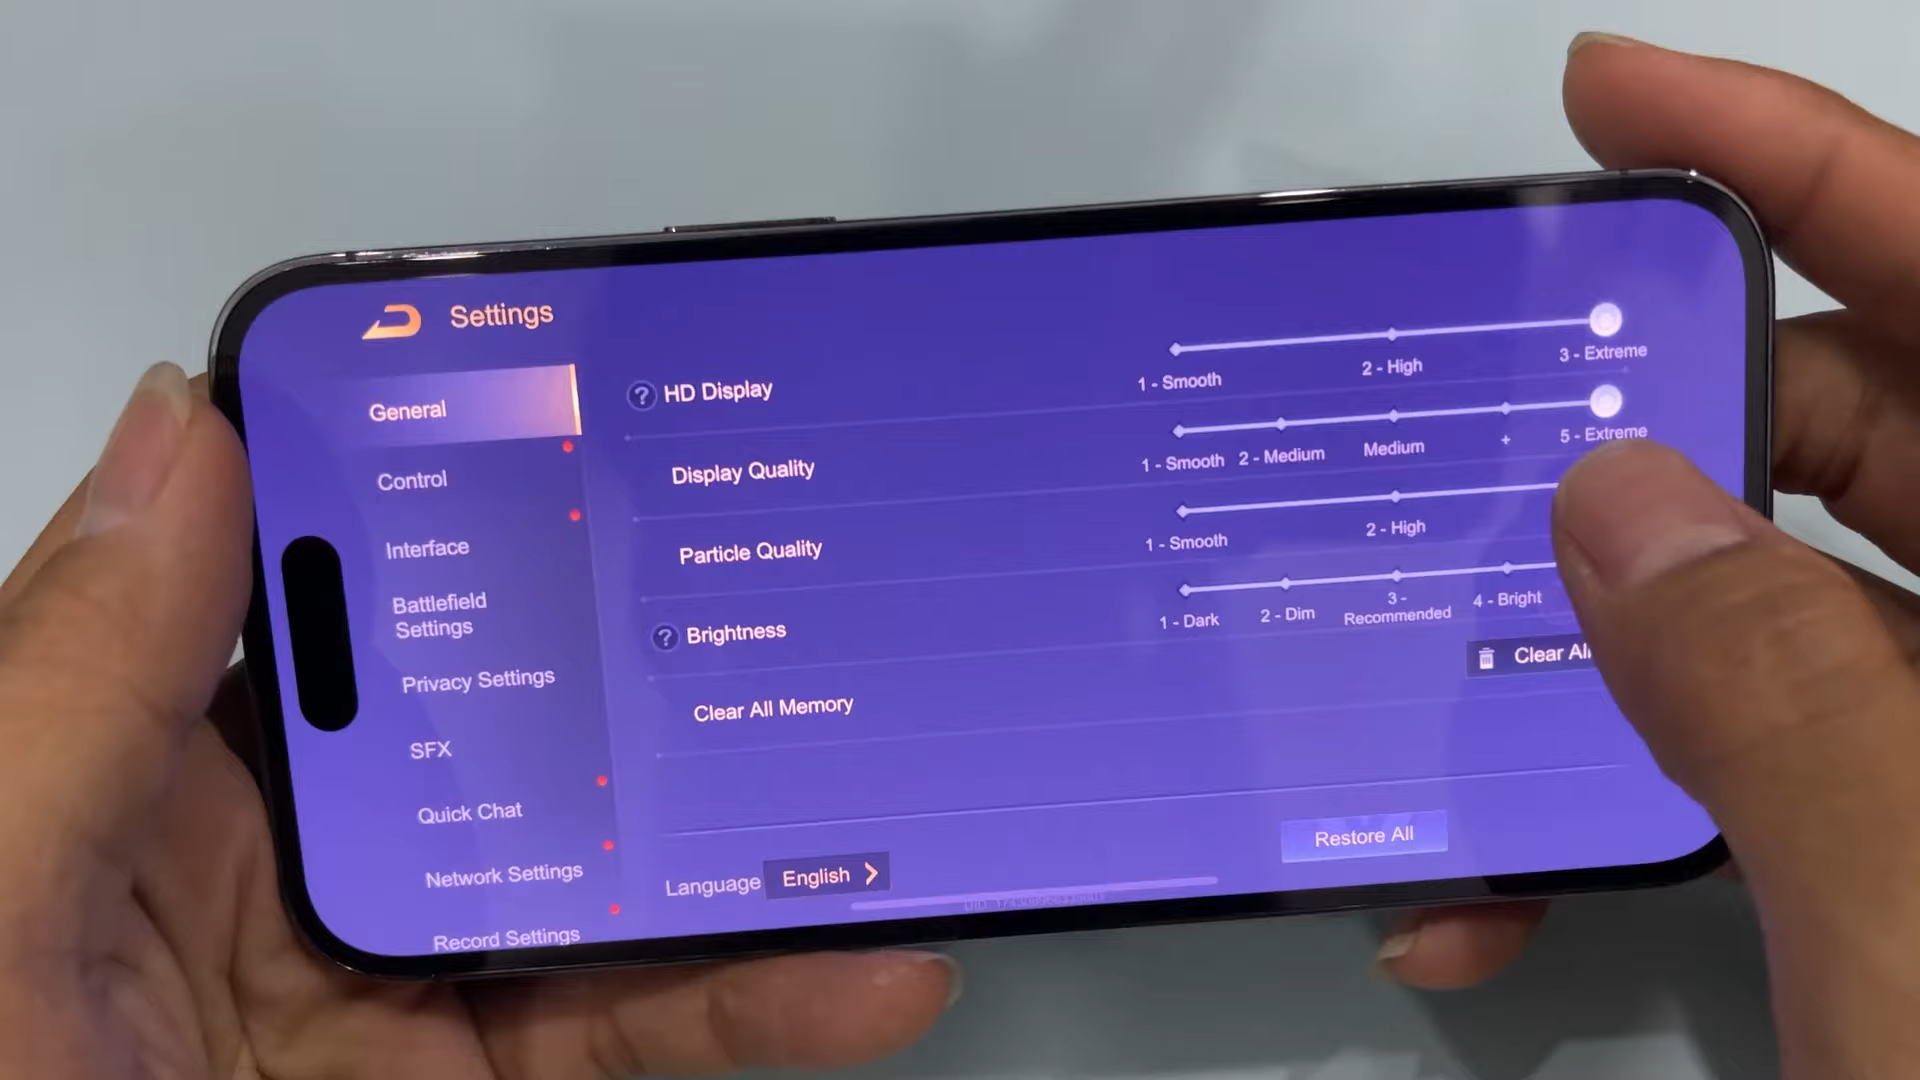 Settings
General
Control
Interface
Battlefield
Settings
Privacy Settings
SFX
Quick Chat
Network Settings
Record Settings
? HD Display
1 - Smooth
2 - High
3 - Extreme
Display Quality
1 - Smooth
2 - Medium
Medium
+
5 - Extreme
Particle Quality
1 - Smooth
2 - High
? Brightness
1 - Dark
2 - Dim
3 -
Recommended
4 - Bright
Clear All Memory
Clear All
Restore All
Language
English